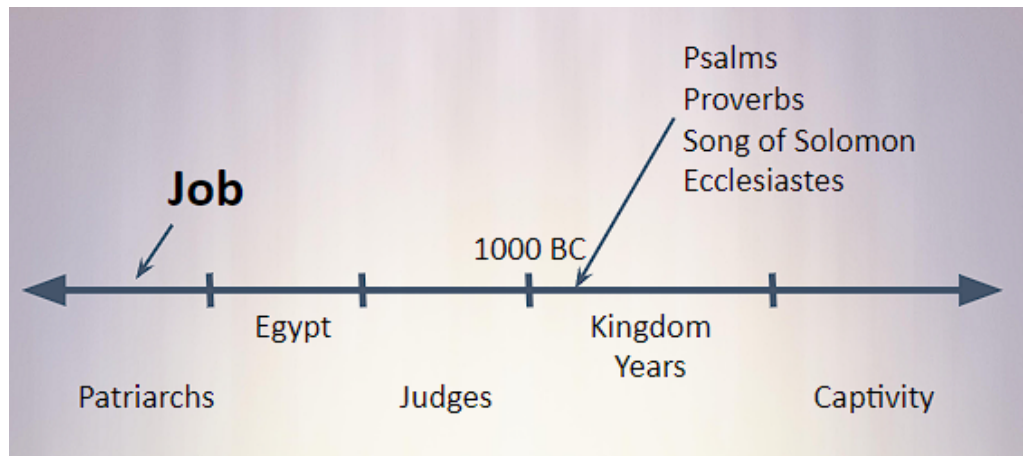 Psalms
Proverbs
Song of Solomon
Ecclesiastes
Job
1000 BC
Egypt
Kingdom
Years
Patriarchs
Judges
Captivity